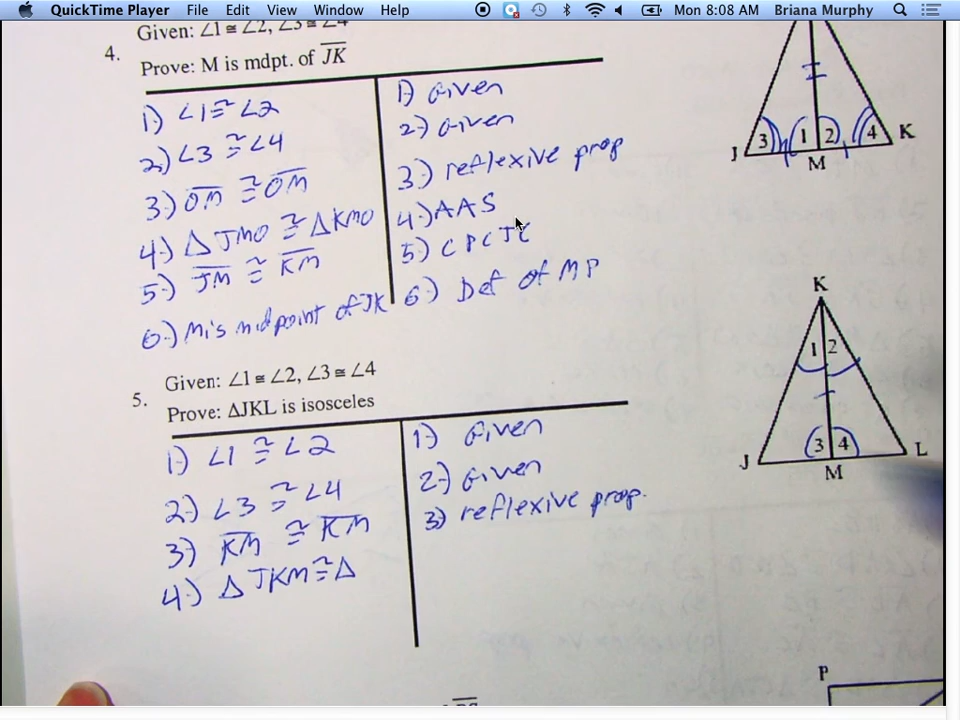 QuickTime Player File Edit View Window Help Mon 8:08 AM Briana Murphy
4. Given: ∠1 ≅ ∠2, ∠3 ≅ ∠4
Prove: M is mdpt. of JK
1) ∠1 ≅ ∠2 1) Given
2) ∠3 ≅ ∠4 2) Given
3) OM ≅ OM 3) reflexive prop
4) △ JMO ≅ △KMO 4) AAS
5) JM ≅ KM 5) CPCTC
6) M is midpoint of JK 6) Def of MP
3 1 2 4
J M K
5. Given: ∠1 ≅ ∠2, ∠3 ≅ ∠4
Prove: ΔJKL is isosceles
1) ∠1 ≅ ∠2 1) Given
2) ∠3 ≅ ∠4 2) Given
3) KM ≅ KM 3) reflexive prop.
4) △ JKM ≅ △
K
1 2
3 4
J M L
P